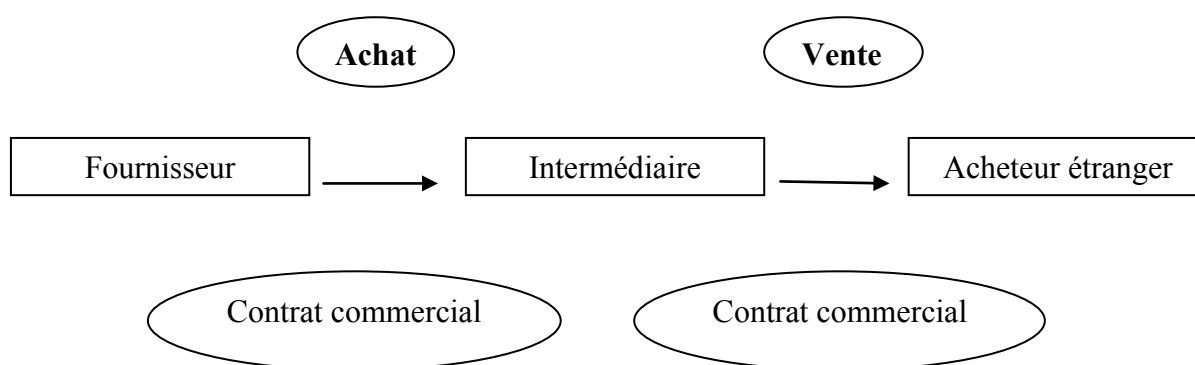 Achat
Vente
Fournisseur
Intermédiaire
Acheteur étranger
Contrat commercial
Contrat commercial